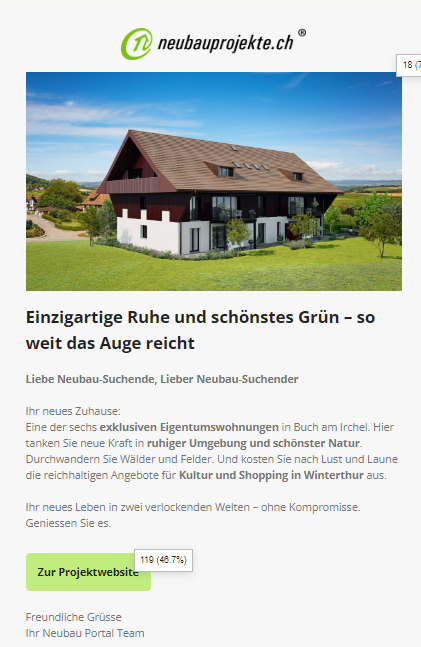 neubauprojekte.ch®
18 (7
Einzigartige Ruhe und schönstes Grün – so
weit das Auge reicht
Liebe Neubau-Suchende, Lieber Neubau-Suchender
Ihr neues Zuhause:
Eine der sechs exklusiven Eigentumswohnungen in Buch am Irchel. Hier
tanken Sie neue Kraft in ruhiger Umgebung und schönster Natur.
Durchwandern Sie Wälder und Felder. Und kosten Sie nach Lust und Laune
die reichhaltigen Angebote für Kultur und Shopping in Winterthur aus.
Ihr neues Leben in zwei verlockenden Welten – ohne Kompromisse.
Geniessen Sie es.
119 (46.7%)
Zur Projektwebsite
Freundliche Grüsse
Ihr Neubau Portal Team